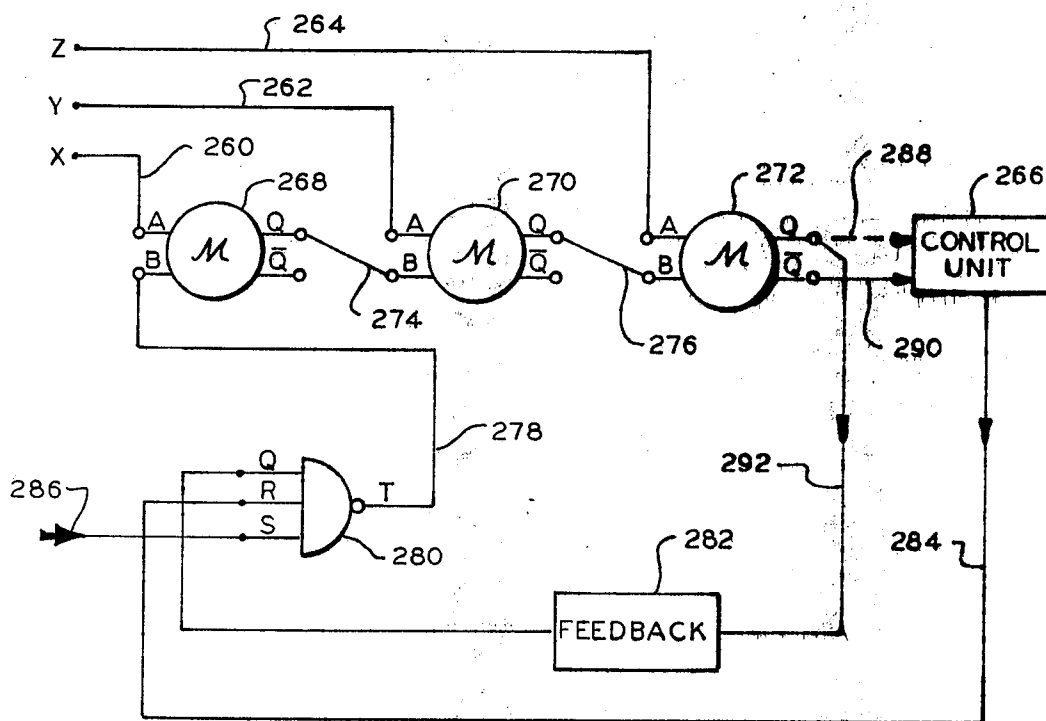 Z 264
Y 262
X 260
268 270 272 288 266
A Q A Q A Q CONTROL
B Q̅ B Q̅ B Q̅ UNIT
M M M
274 276 290
278
286 Q
R T
S 280
292 284
282
FEEDBACK